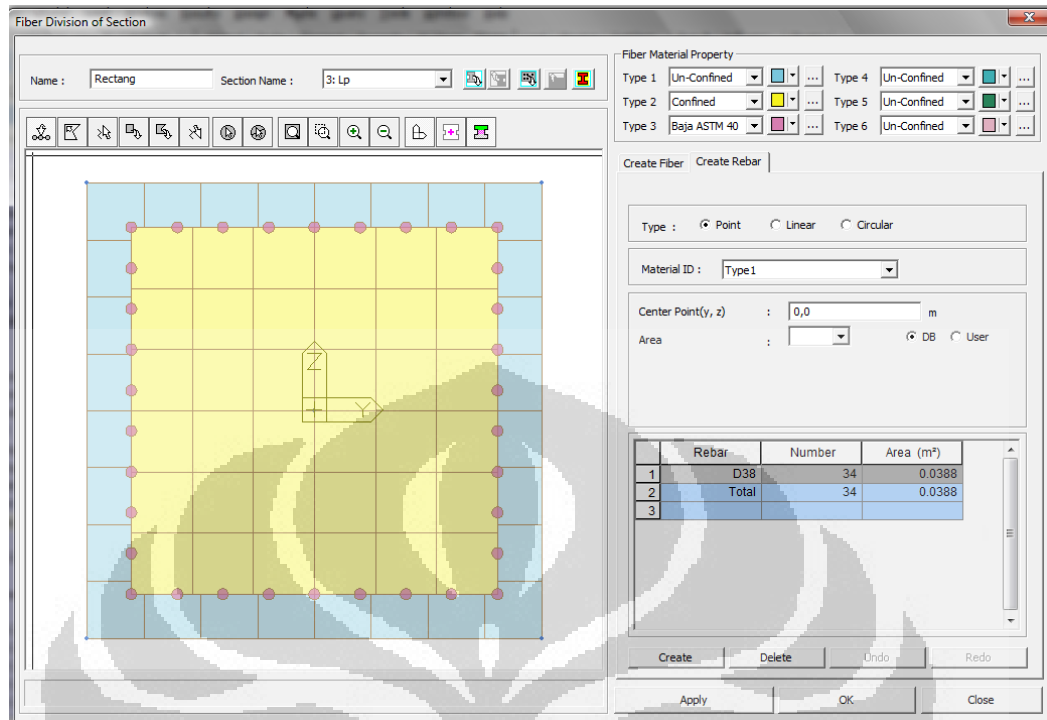 Fiber Division of Section
Name : Rectang Section Name : 3: Lp
Fiber Material Property
Type 1 Un-Confined ... Type 4 Un-Confined ...
Type 2 Confined ... Type 5 Un-Confined ...
Type 3 Baja ASTM 40 ... Type 6 Un-Confined ...
Create Fiber Create Rebar
Type : Point Linear Circular
Material ID : Type1
Center Point(y, z) : 0,0 m
Area : DB User
Z
Y
Rebar Number Area (m²)
1 D38 34 0.0388
2 Total 34 0.0388
3
Create Delete Undo Redo
Apply OK Close